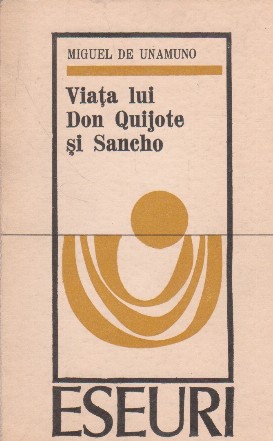 MIGUEL DE UNAMUNO
Viața lui
Don Quijote
și Sancho
ESEURI